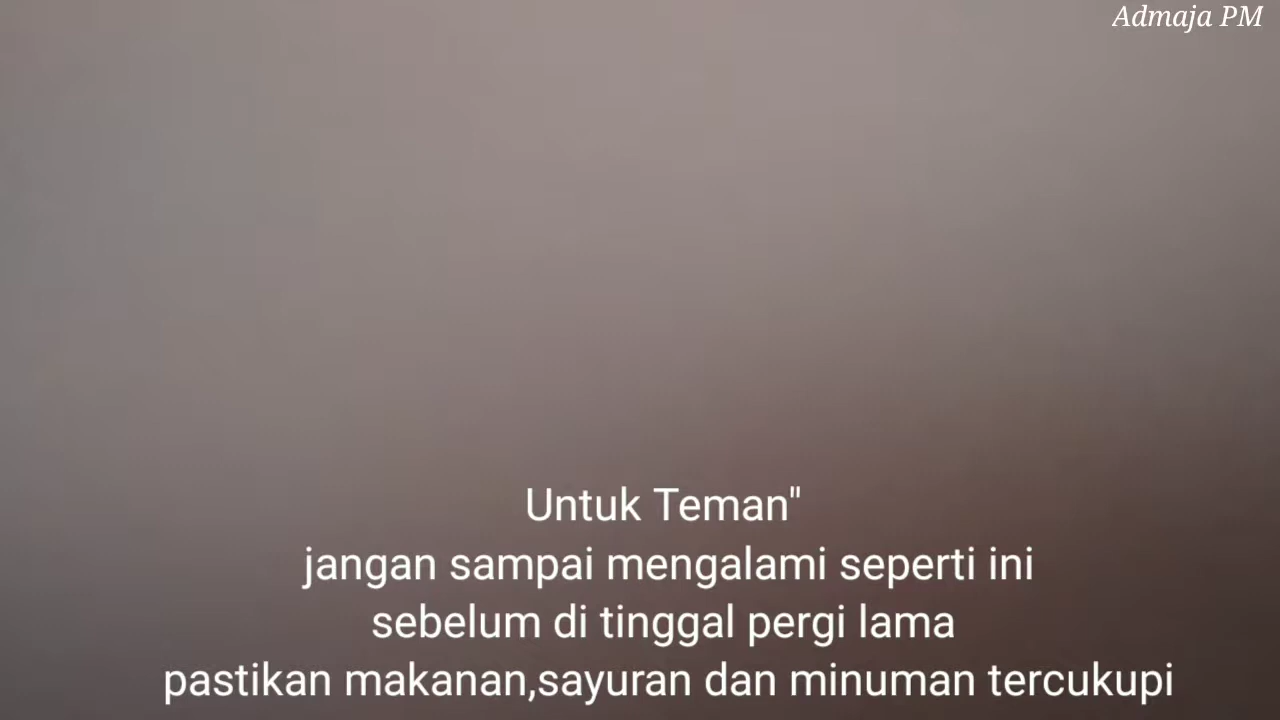 Admaja PM
Untuk Teman"
jangan sampai mengalami seperti ini
sebelum di tinggal pergi lama
pastikan makanan,sayuran dan minuman tercukupi